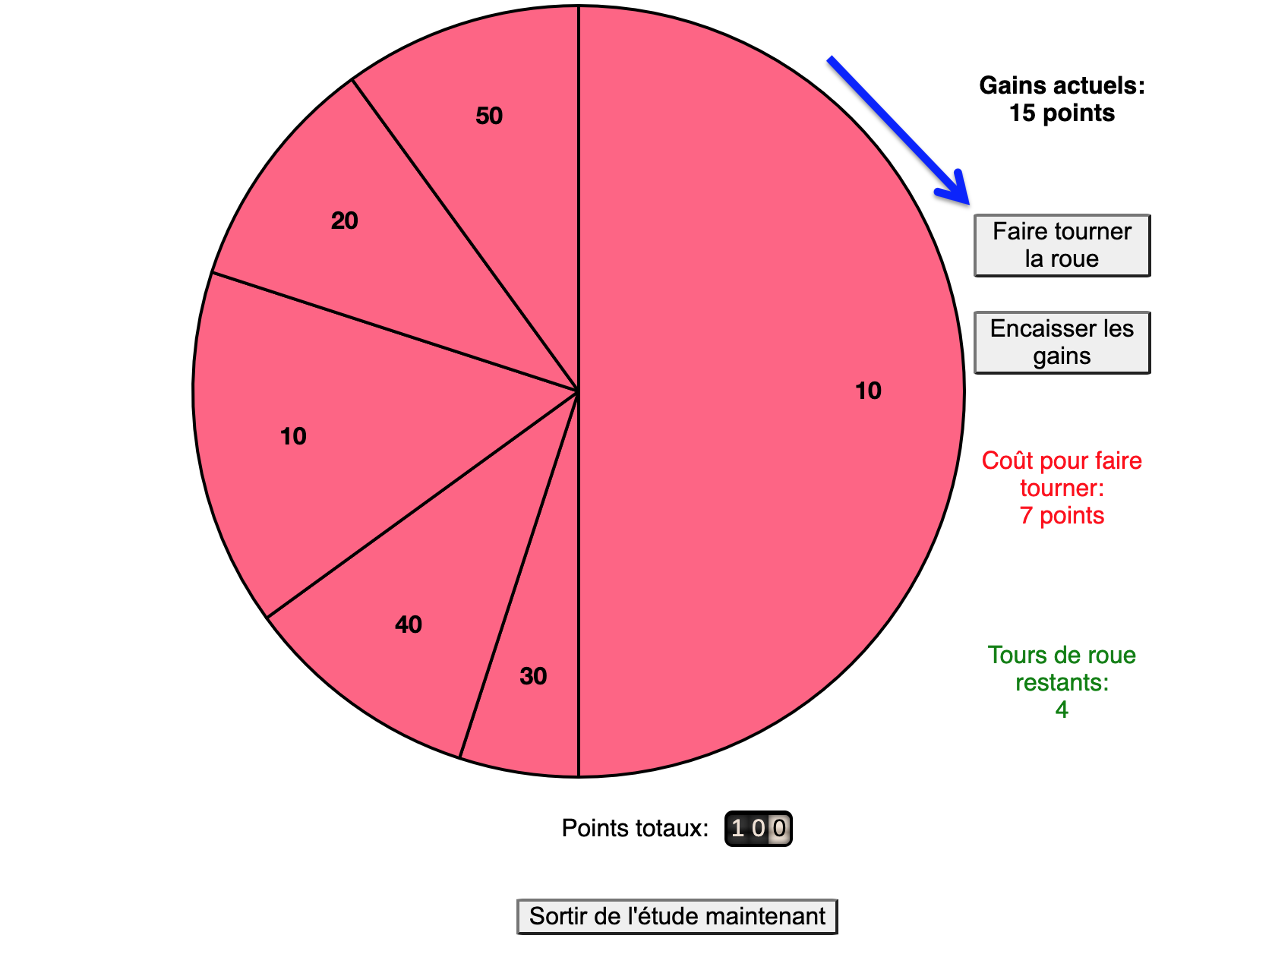 50
20
10
10
40
30
Gains actuels:
15 points
Faire tourner
la roue
Encaisser les
gains
Coût pour faire
tourner:
7 points
Tours de roue
restants:
4
Points totaux: 100
Sortir de l'étude maintenant